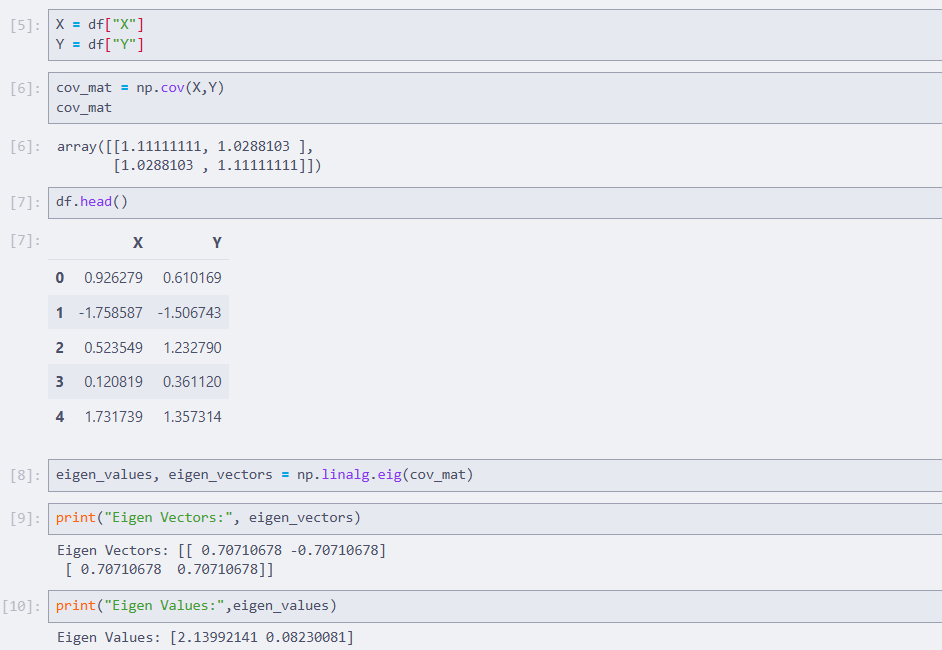 [5]: X = df["X"]
Y = df["Y"]
[6]: cov_mat = np.cov(X,Y)
cov_mat
[6]: array([[1.11111111, 1.0288103 ],
[1.0288103 , 1.11111111]])
[7]: df.head()
[7]: X Y
0 0.926279 0.610169
1 -1.758587 -1.506743
2 0.523549 1.232790
3 0.120819 0.361120
4 1.731739 1.357314
[8]: eigen_values, eigen_vectors = np.linalg.eig(cov_mat)
[9]: print("Eigen Vectors:", eigen_vectors)
Eigen Vectors: [[ 0.70710678 -0.70710678]
[ 0.70710678  0.70710678]]
[10]: print("Eigen Values:",eigen_values)
Eigen Values: [2.13992141 0.08230081]